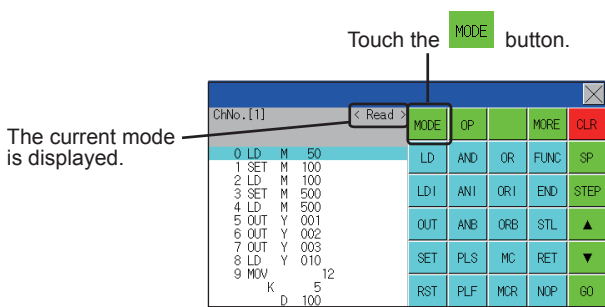 Touch the MODE button.
ChNo.[1] < Read >
MODE OP MORE CLR
The current mode
is displayed.
0 LD M 50
1 SET M 100
2 LD M 100
3 SET M 500
4 LD M 500
5 OUT Y 001
6 OUT Y 002
7 OUT Y 003
8 LD Y 010
9 MOV 12
K 5
D 100
LD AND OR FUNC SP
LDI ANI ORI END STEP
OUT ANB ORB STL ▲
SET PLS MC RET ▼
RST PLF MCR NOP GO